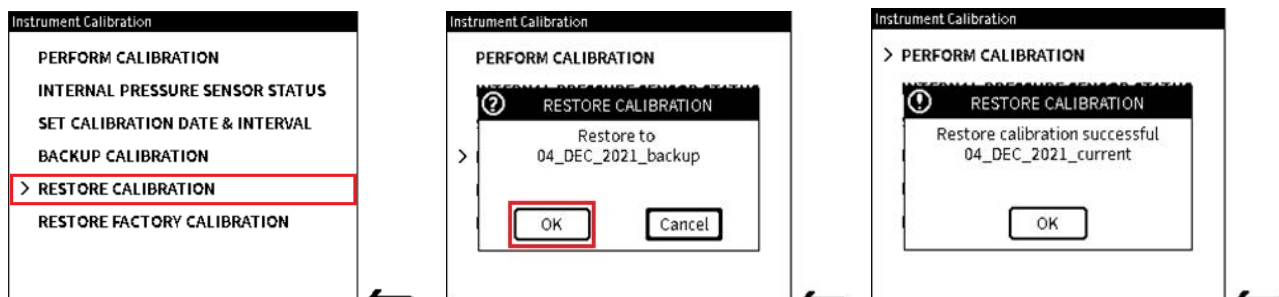 Instrument Calibration
PERFORM CALIBRATION
INTERNAL PRESSURE SENSOR STATUS
SET CALIBRATION DATE & INTERVAL
BACKUP CALIBRATION
> RESTORE CALIBRATION
RESTORE FACTORY CALIBRATION
Instrument Calibration
PERFORM CALIBRATION
RESTORE CALIBRATION
Restore to
> 04_DEC_2021_backup
OK Cancel
Instrument Calibration
> PERFORM CALIBRATION
RESTORE CALIBRATION
Restore calibration successful
04_DEC_2021_current
OK